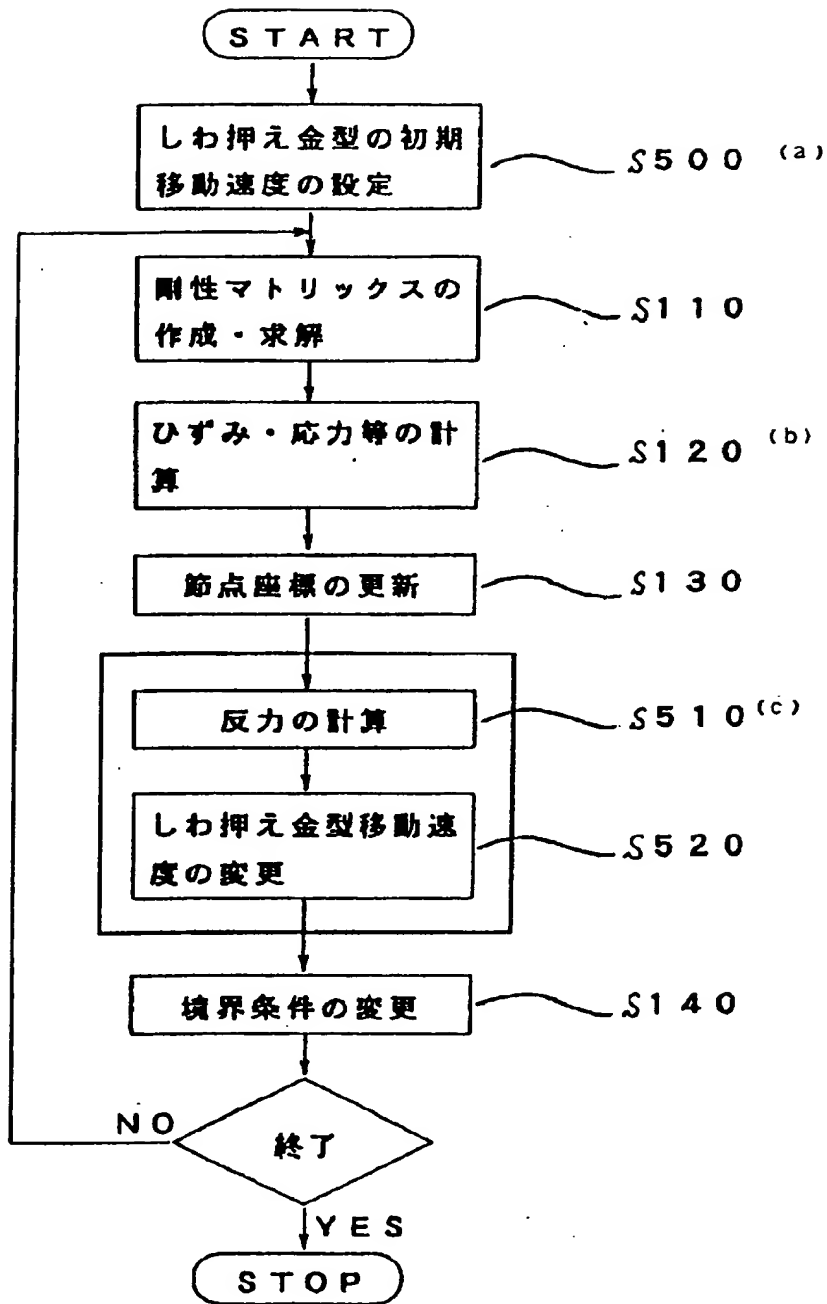 START
しわ押え金型の初期
移動速度の設定
S500 (a)
剛性マトリックスの
作成・求解
S110
ひずみ・応力等の計
算
S120 (b)
節点座標の更新
S130
反力の計算
S510 (c)
しわ押え金型移動速
度の変更
S520
境界条件の変更
S140
NO
終了
YES
STOP